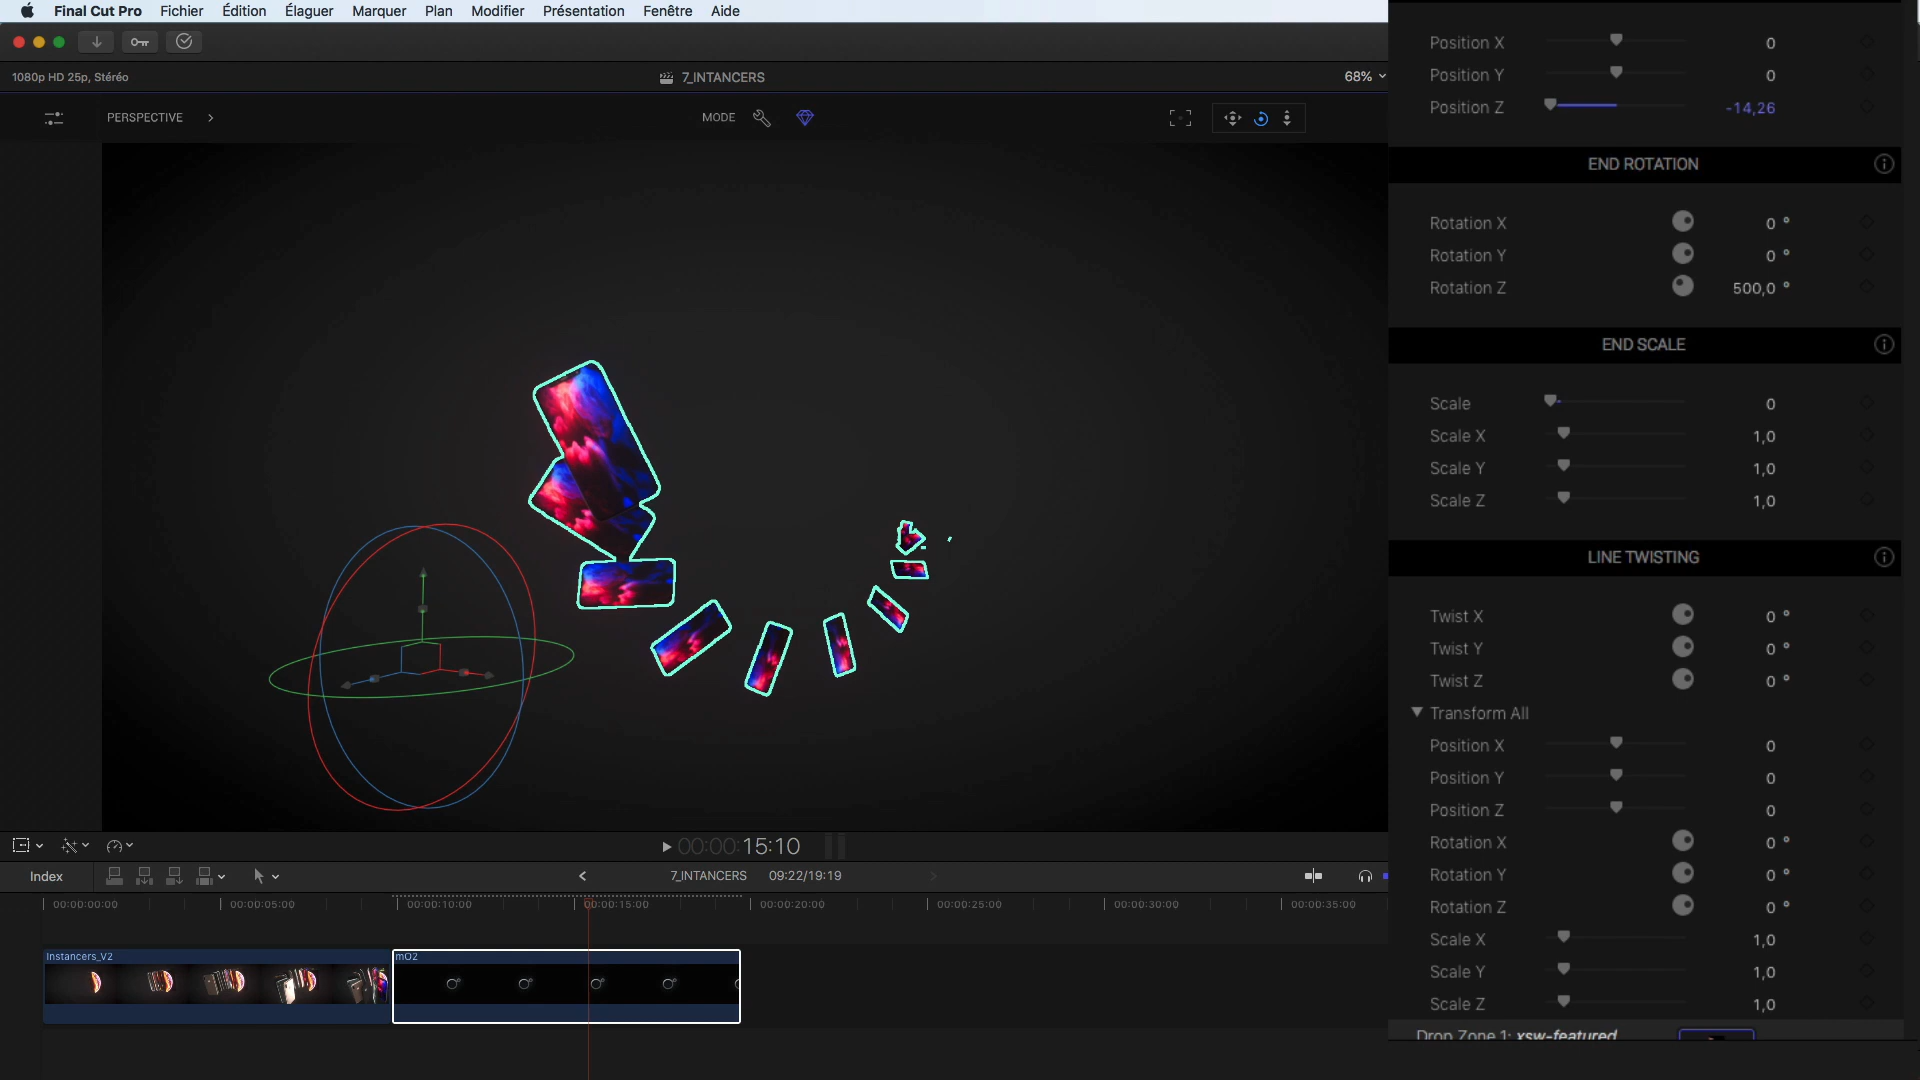 Final Cut Pro Fichier Édition Élaguer Marquer Plan Modifier Présentation Fenêtre Aide
1080p HD 25p, Stéréo
7_INTANCERS
68%
PERSPECTIVE
MODE
Position X 0
Position Y 0
Position Z -14,26
END ROTATION
Rotation X 0 °
Rotation Y 0 °
Rotation Z 500,0 °
END SCALE
Scale 0
Scale X 1,0
Scale Y 1,0
Scale Z 1,0
LINE TWISTING
Twist X 0 °
Twist Y 0 °
Twist Z 0 °
Transform All
Position X 0
Position Y 0
Position Z 0
Rotation X 0 °
Rotation Y 0 °
Rotation Z 0 °
Scale X 1,0
Scale Y 1,0
Scale Z 1,0
Drop Zone 1: xsw-featured
00:00:15:10
Index
7_INTANCERS 09:22/19:19
00:00:00:00 00:00:05:00 00:00:10:00 00:00:15:00 00:00:20:00 00:00:25:00 00:00:30:00 00:00:35:00
Instancers_V2
mO2